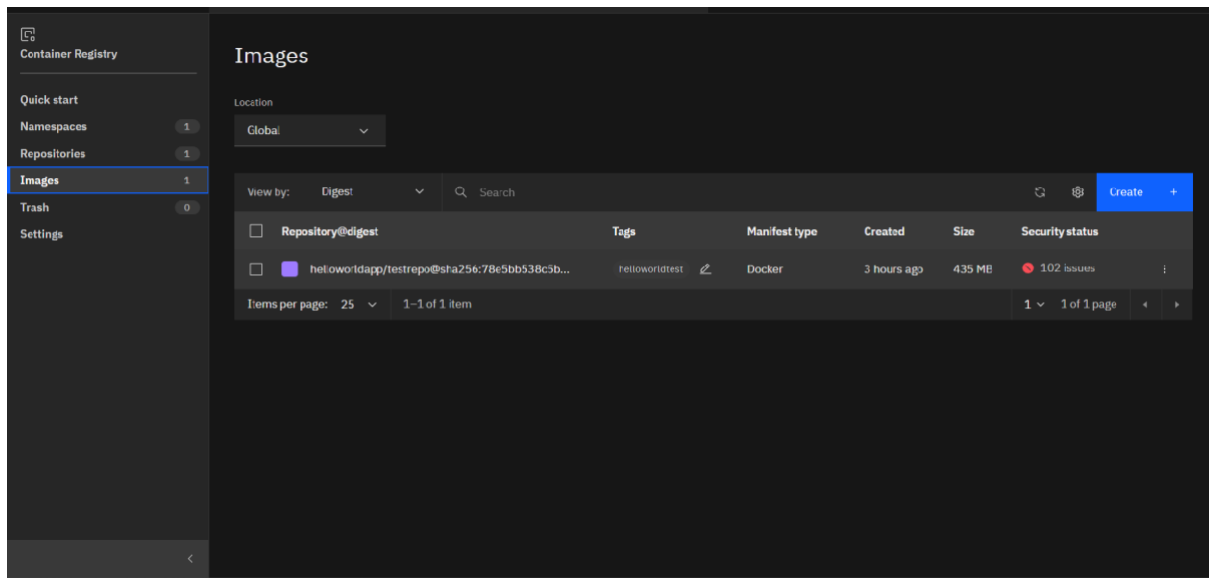 Container Registry
Quick start
Namespaces 1
Repositories 1
Images 1
Trash 0
Settings
Images
Location
Global
View by: Digest Search Create +
Repository@digest Tags Manifest type Created Size Security status
helloworldapp/testrepo@sha256:78e5bb538c5b... helloworldtest Docker 3 hours ago 435 MB 102 issues
Items per page: 25 1–1 of 1 item 1 1 of 1 page